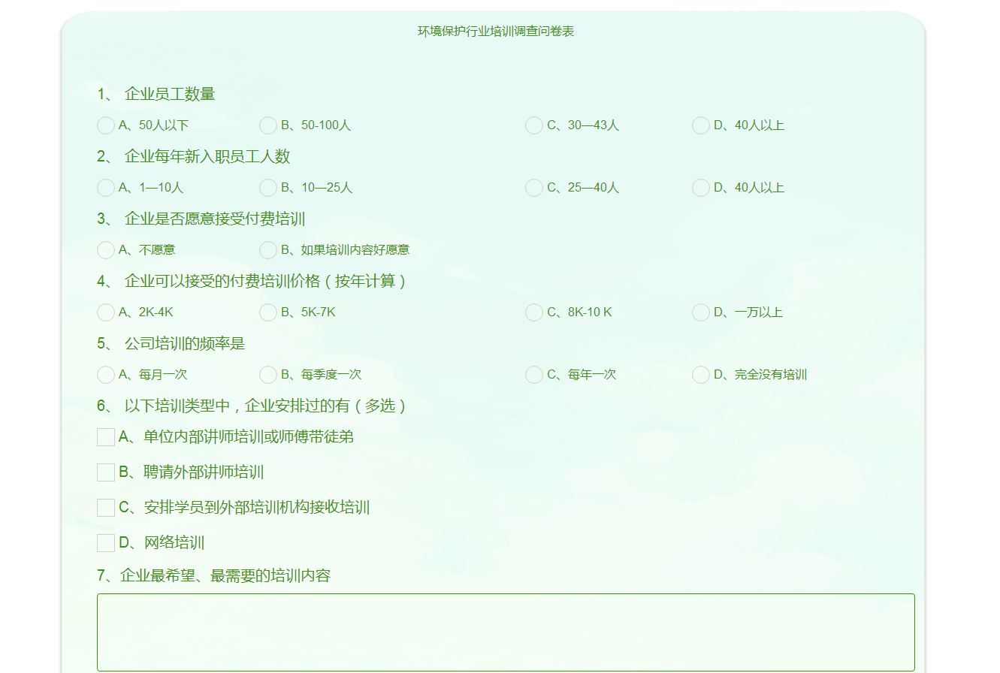 环境保护行业培训调查问卷表
1、 企业员工数量
A、50人以下 B、50-100人 C、30—43人 D、40人以上
2、 企业每年新入职员工人数
A、1—10人 B、10—25人 C、25—40人 D、40人以上
3、 企业是否愿意接受付费培训
A、不愿意 B、如果培训内容好愿意
4、 企业可以接受的付费培训价格（按年计算）
A、2K-4K B、5K-7K C、8K-10 K D、一万以上
5、 公司培训的频率是
A、每月一次 B、每季度一次 C、每年一次 D、完全没有培训
6、 以下培训类型中，企业安排过的有（多选）
A、单位内部讲师培训或师傅带徒弟
B、聘请外部讲师培训
C、安排学员到外部培训机构接收培训
D、网络培训
7、企业最希望、最需要的培训内容